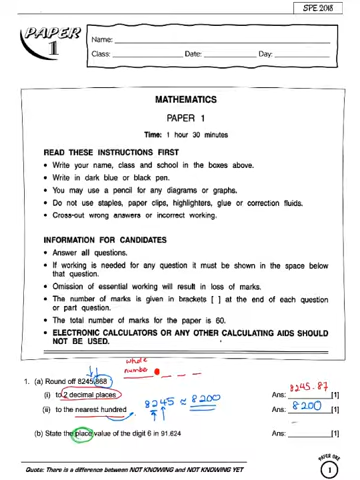 SPE 2018
PAPER 1
Name:
Class: Date: Day:
MATHEMATICS
PAPER 1
Time: 1 hour 30 minutes
READ THESE INSTRUCTIONS FIRST
• Write your name, class and school in the boxes above.
• Write in dark blue or black pen.
• You may use a pencil for any diagrams or graphs.
• Do not use staples, paper clips, highlighters, glue or correction fluids.
• Cross-out wrong answers or incorrect working.
INFORMATION FOR CANDIDATES
• Answer all questions.
• If working is needed for any question it must be shown in the space below
that question.
• Omission of essential working will result in loss of marks.
• The number of marks is given in brackets [ ] at the end of each question
or part question.
• The total number of marks for the paper is 60.
• ELECTRONIC CALCULATORS OR ANY OTHER CALCULATING AIDS SHOULD
NOT BE USED.
whole
number
1. (a) Round off 8245.868
(i) to 2 decimal places Ans: 8245.87 [1]
(ii) to the nearest hundred 8245 ≈ 8200 Ans: 8200 [1]
(b) State the place value of the digit 6 in 91.624 Ans: [1]
PAPER ONE
1
Quote: There is a difference between NOT KNOWING and NOT KNOWING YET